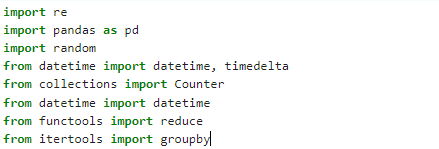 import re
import pandas as pd
import random
from datetime import datetime, timedelta
from collections import Counter
from datetime import datetime
from functools import reduce
from itertools import groupby